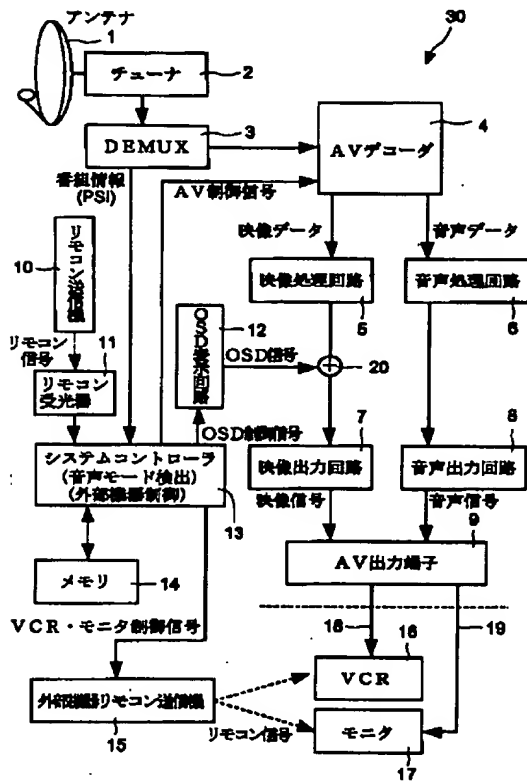 アンテナ
1
30
チューナ
2
4
DEMUX
3
AVデコーダ
番組情報
(PSI)
AV制御信号
映像データ
音声データ
10
リモコン送信機
映像処理回路
音声処理回路
5
6
12
OSD表示回路
リモコン
信号
11
OSD信号
20
リモコン
受光器
OSD制御信号
7
8
システムコントローラ
(音声モード検出)
(外部機器制御)
13
映像出力回路
音声出力回路
映像信号
音声信号
9
AV出力端子
メモリ
14
VCR・モニタ制御信号
18
19
16
VCR
外部機器リモコン送信機
15
リモコン信号
モニタ
17